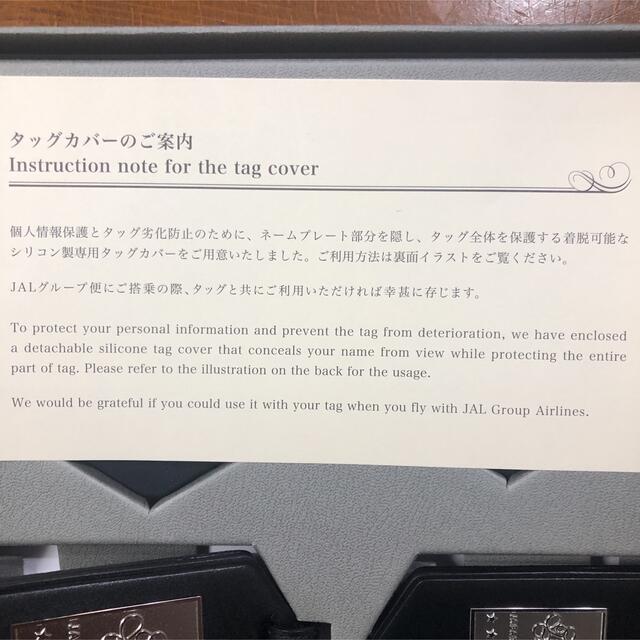 タッグカバーのご案内
Instruction note for the tag cover
個人情報保護とタッグ劣化防止のために、ネームプレート部分を隠し、タッグ全体を保護する着脱可能な
シリコン製専用タッグカバーをご用意いたしました。ご利用方法は裏面イラストをご覧ください。
JALグループ便にご搭乗の際、タッグと共にご利用いただければ幸甚に存じます。
To protect your personal information and prevent the tag from deterioration, we have enclosed
a detachable silicone tag cover that conceals your name from view while protecting the entire
part of tag. Please refer to the illustration on the back for the usage.
We would be grateful if you could use it with your tag when you fly with JAL Group Airlines.